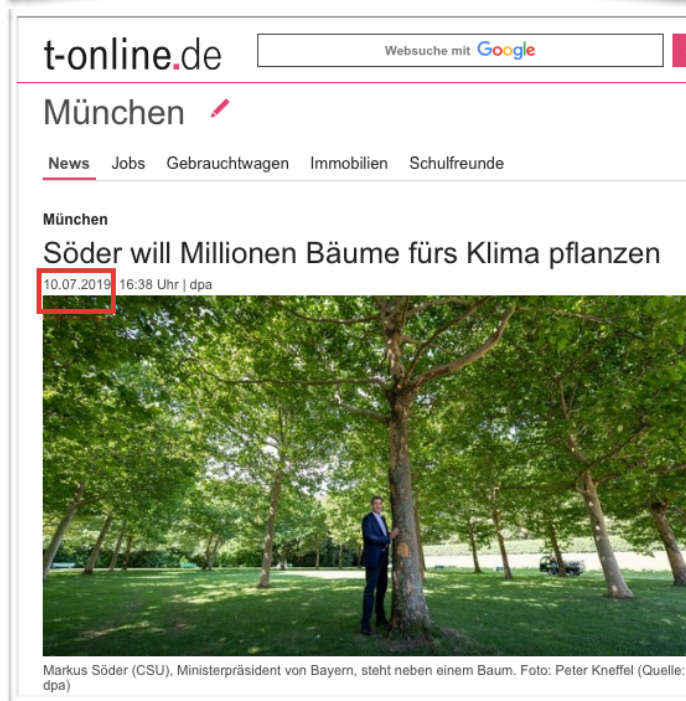 t-online.de
Websuche mit Google
München
News Jobs Gebrauchtwagen Immobilien Schulfreunde
München
Söder will Millionen Bäume fürs Klima pflanzen
10.07.2019, 16:38 Uhr | dpa
Markus Söder (CSU), Ministerpräsident von Bayern, steht neben einem Baum. Foto: Peter Kneffel (Quelle:
dpa)